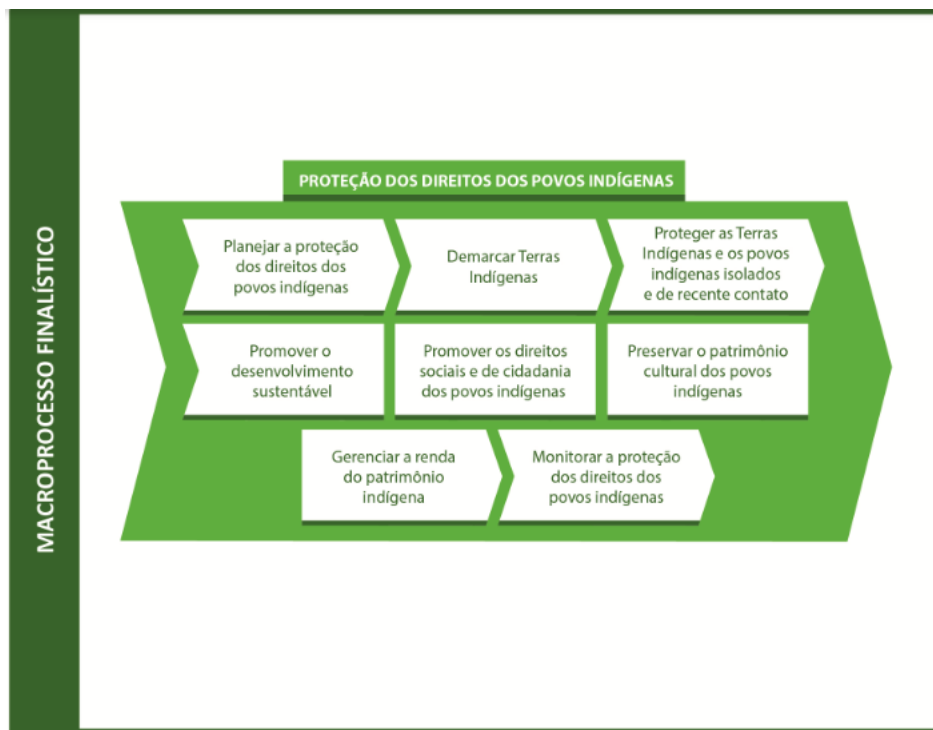 MACROPROCESSO FINALÍSTICO
PROTEÇÃO DOS DIREITOS DOS POVOS INDÍGENAS
Planejar a proteção
dos direitos dos
povos indígenas
Demarcar Terras
Indígenas
Proteger as Terras
Indígenas e os povos
indígenas isolados
e de recente contato
Promover o
desenvolvimento
sustentável
Promover os direitos
sociais e de cidadania
dos povos indígenas
Preservar o patrimônio
cultural dos povos
indígenas
Gerenciar a renda
do patrimônio
indígena
Monitorar a proteção
dos direitos dos
povos indígenas